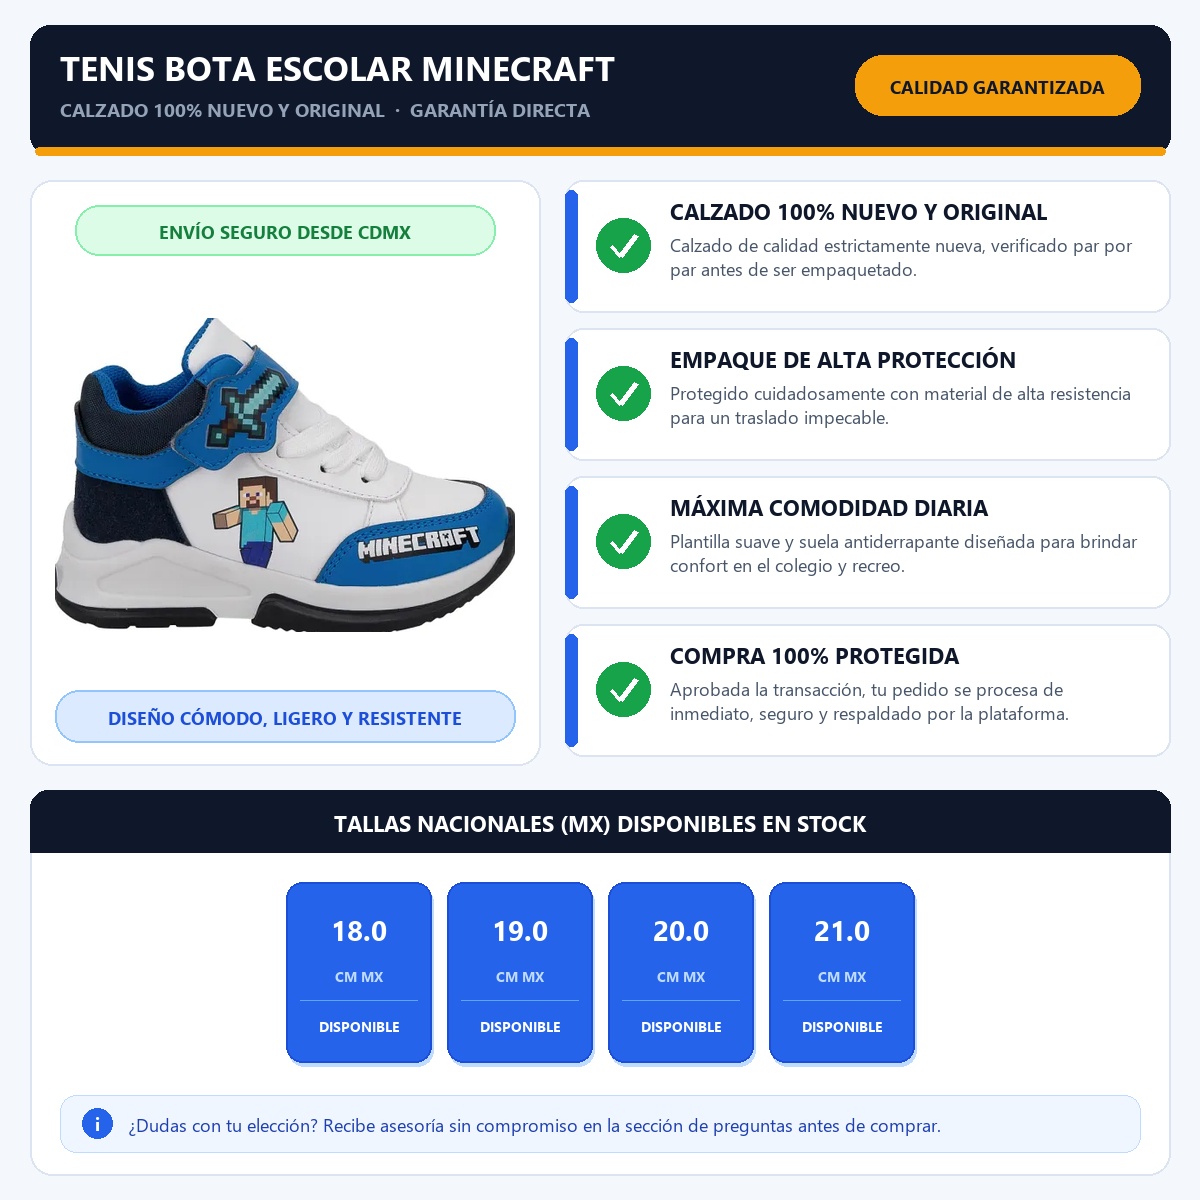 TENIS BOTA ESCOLAR MINECRAFT
CALZADO 100% NUEVO Y ORIGINAL · GARANTÍA DIRECTA
CALIDAD GARANTIZADA
ENVÍO SEGURO DESDE CDMX
MINECRAFT
DISEÑO CÓMODO, LIGERO Y RESISTENTE
CALZADO 100% NUEVO Y ORIGINAL
Calzado de calidad estrictamente nueva, verificado par por
par antes de ser empaquetado.
EMPAQUE DE ALTA PROTECCIÓN
Protegido cuidadosamente con material de alta resistencia
para un traslado impecable.
MÁXIMA COMODIDAD DIARIA
Plantilla suave y suela antiderrapante diseñada para brindar
confort en el colegio y recreo.
COMPRA 100% PROTEGIDA
Aprobada la transacción, tu pedido se procesa de
inmediato, seguro y respaldado por la plataforma.
TALLAS NACIONALES (MX) DISPONIBLES EN STOCK
18.0
CM MX
DISPONIBLE
19.0
CM MX
DISPONIBLE
20.0
CM MX
DISPONIBLE
21.0
CM MX
DISPONIBLE
i
¿Dudas con tu elección? Recibe asesoría sin compromiso en la sección de preguntas antes de comprar.